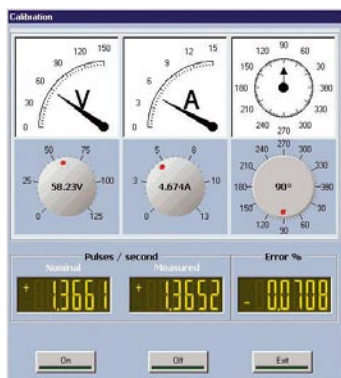 Calibration
0 30 60 90 120 150 V
0 3 6 9 12 15 A
90 60 30 0 330 300 270 240 210 180 150 120
0 25 50 75 100 125 58.23V
0 3 5 8 10 13 4.674A
270 300 330 0 30 60 90 120 150 180 210 240 90º
Pulses / second Error %
Nominal Measured
+ 1.3661 + 1.3652 - 0.0708
On Off Exit